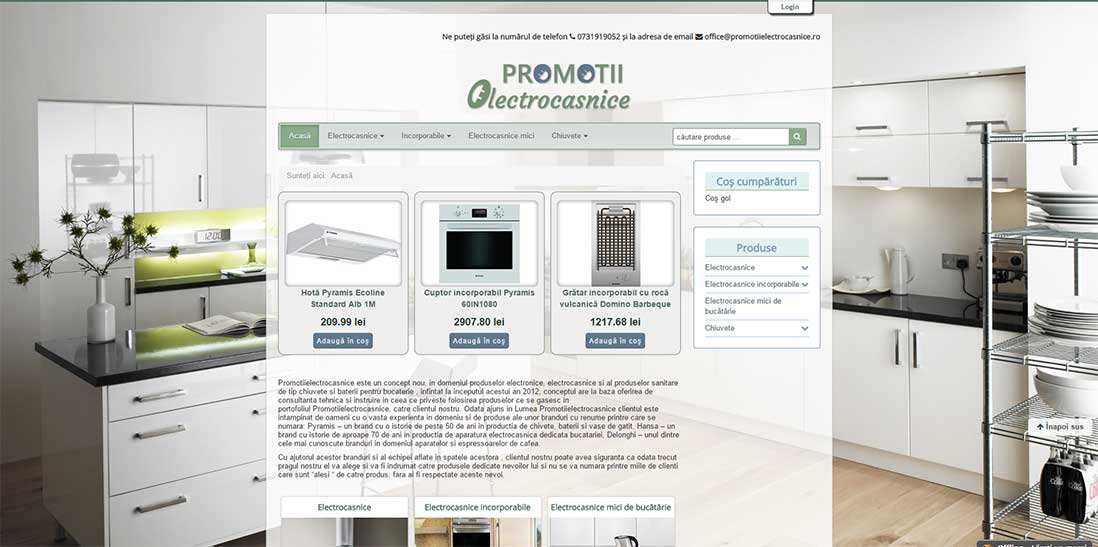 Login
Ne puteți găsi la numărul de telefon 0731919052 și la adresa de email office@promotiielectrocasnice.ro
PROMOTII
Electrocasnice
Acasă Electrocasnice Incorporabile Electrocasnice mici Chiuvete căutare produse ...
Sunteți aici: Acasă
Hotă Pyramis Ecoline
Standard Alb 1M
209.99 lei
Adaugă în coș
Cuptor incorporabil Pyramis
60IN1080
2907.80 lei
Adaugă în coș
Grătar incorporabil cu rocă
vulcanică Domino Barbeque
1217.68 lei
Adaugă în coș
Coș cumpărături
Coș gol
Produse
Electrocasnice
Electrocasnice incorporabile
Electrocasnice mici de
bucătărie
Chiuvete
Promotiielectrocasnice este un concept nou, in domeniul produselor electronice, electrocasnice si al produselor sanitare
de tip chiuvete si baterii pentru bucaterie , infintat la inceputul acestui an 2012, conceptul are la baza oferirea de
consultanta tehnica si instruire in ceea ce priveste folosirea produselor ce se gasesc in
portofoliul Promotiielectrocasnice, catre clientul nostru. Odata ajuns in Lumea Promotiielectrocasnice clientul este
intampinat de oameni cu o vasta experienta in domeniu si de produse ale unor branduri cu renume printre care se
numara: Pyramis – un brand cu o istorie de peste 50 de ani in productia de chivete, baterii si vase de gatit, Hansa – un
brand cu istorie de aproape 70 de ani in productia de aparatura electrocasnica dedicata bucatariei, Delonghi – unul dintre
cele mai cunoscute branduri in domeniul aparatelor si espressoarelor de cafea.
Cu ajutorul acestor branduri si al echipei aflate in spatele acestora , clientul nostru poate avea siguranta ca odata trecut
pragul nostru el va alege si va fi indrumat catre produsele dedicate nevoilor lui si nu se va numara printre miile de clienti
care sunt “alesi “ de catre produs, fara al fi respectate aceste nevoi.
Înapoi sus
Electrocasnice
Electrocasnice incorporabile
Electrocasnice mici de bucătărie